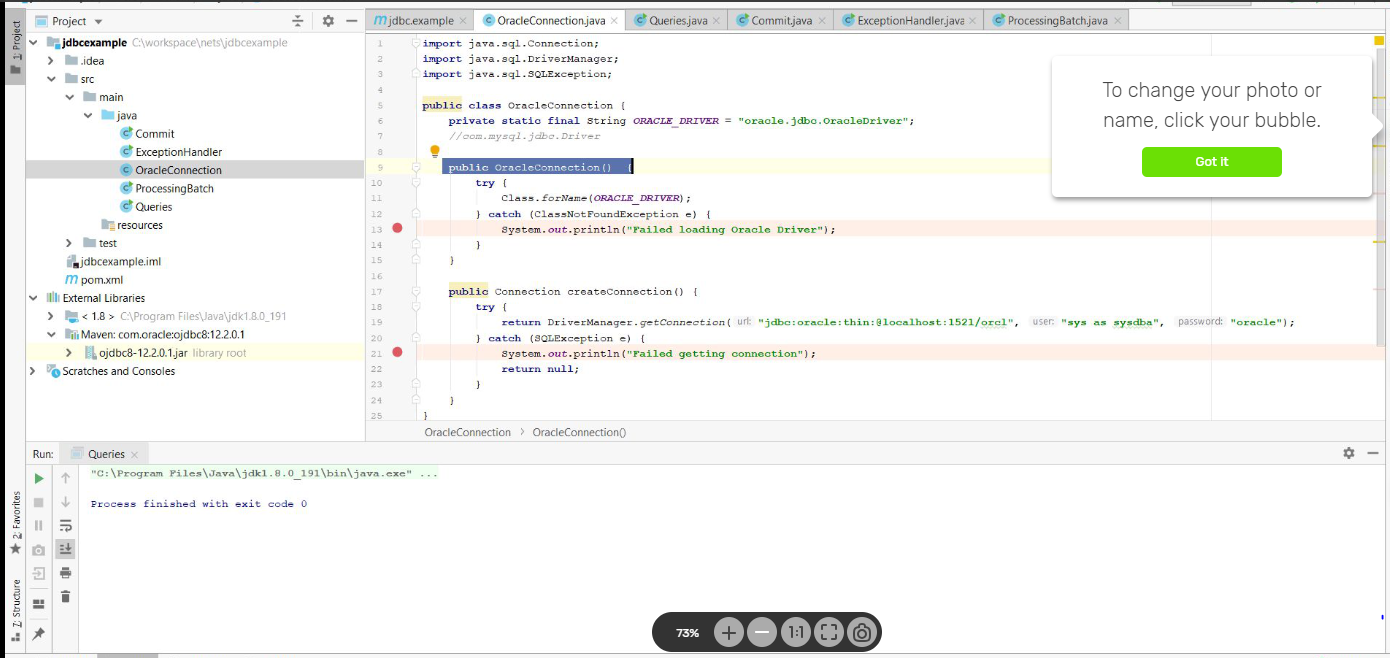 Project
jdbc.example
OracleConnection.java
Queries.java
Commit.java
ExceptionHandler.java
ProcessingBatch.java
1: Project
jdbcexample C:\workspace\nets\jdbcexample
.idea
src
main
java
Commit
ExceptionHandler
OracleConnection
ProcessingBatch
Queries
resources
test
jdbcexample.iml
pom.xml
External Libraries
< 1.8 > C:\Program Files\Java\jdk1.8.0_191
Maven: com.oracle:ojdbc8:12.2.0.1
ojdbc8-12.2.0.1.jar library root
Scratches and Consoles
1 import java.sql.Connection;
2 import java.sql.DriverManager;
3 import java.sql.SQLException;
4
5 public class OracleConnection {
6 private static final String ORACLE_DRIVER = "oracle.jdbc.OracleDriver";
7 //com.mysql.jdbc.Driver
8
9 public OracleConnection() {
10 try {
11 Class.forName(ORACLE_DRIVER);
12 } catch (ClassNotFoundException e) {
13 System.out.println("Failed loading Oracle Driver");
14 }
15 }
16
17 public Connection createConnection() {
18 try {
19 return DriverManager.getConnection( url: "jdbc:oracle:thin:@localhost:1521/orcl", user: "sys as sysdba", password: "oracle");
20 } catch (SQLException e) {
21 System.out.println("Failed getting connection");
22 return null;
23 }
24 }
25 }
OracleConnection > OracleConnection()
To change your photo or
name, click your bubble.
Got it
Run: Queries
"C:\Program Files\Java\jdk1.8.0_191\bin\java.exe" ...
Process finished with exit code 0
2: Favorites
7: Structure
73%
1:1